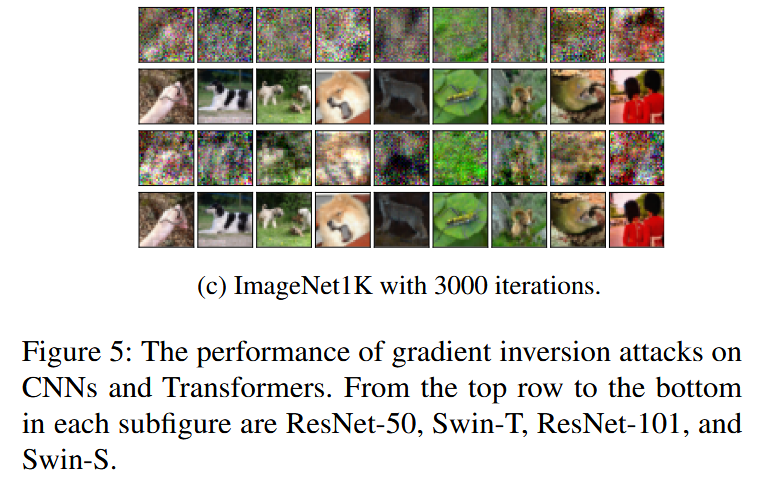 (c) ImageNet1K with 3000 iterations.
Figure 5: The performance of gradient inversion attacks on
CNNs and Transformers. From the top row to the bottom
in each subfigure are ResNet-50, Swin-T, ResNet-101, and
Swin-S.